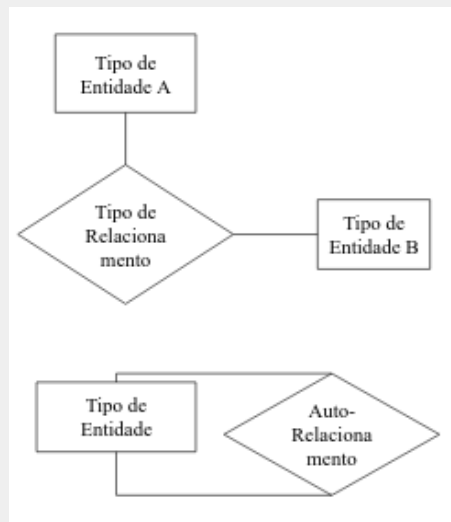 Tipo de
Entidade A
Tipo de
Relaciona
mento
Tipo de
Entidade B
Tipo de
Entidade
Auto-
Relaciona
mento